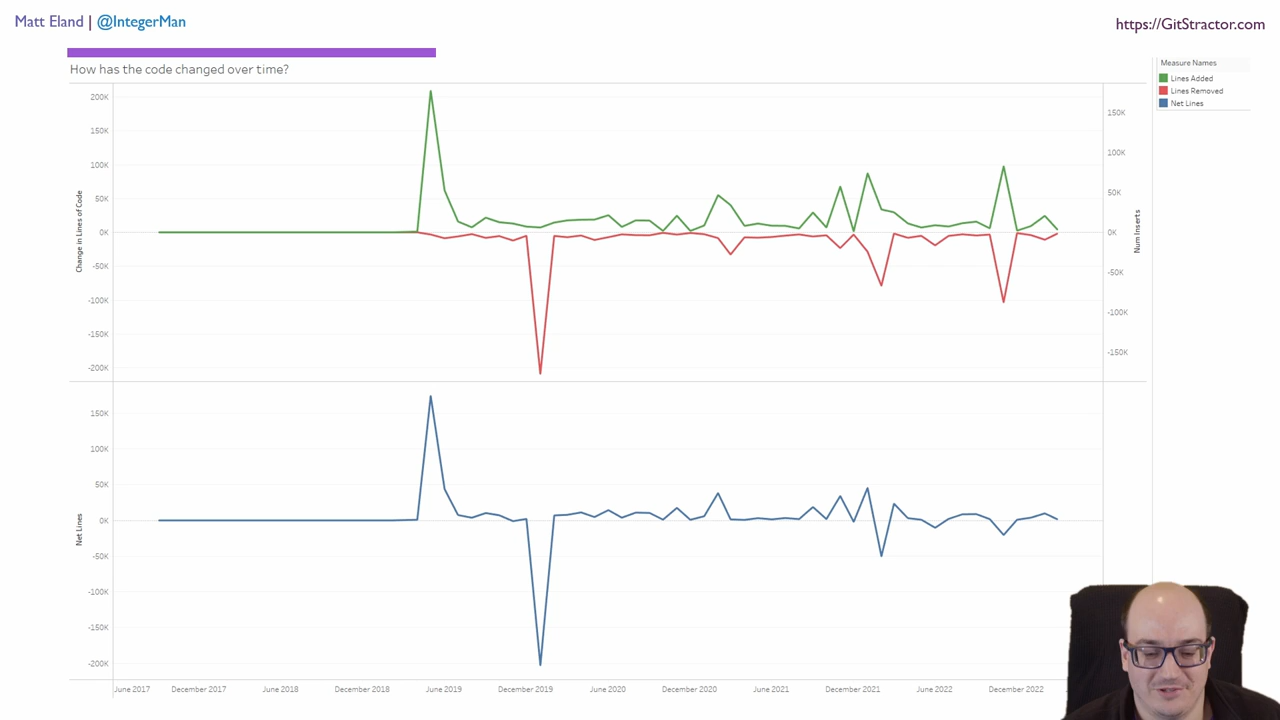 Matt Eland | @IntegerMan
https://GitStractor.com
How has the code changed over time?
Measure Names
Lines Added
Lines Removed
Net Lines
Change in Lines of Code
200K
150K
100K
50K
0K
-50K
-100K
-150K
-200K
150K
100K
50K
0K
-50K
-100K
-150K
Num Inserts
Net Lines
150K
100K
50K
0K
-50K
-100K
-150K
-200K
June 2017
December 2017
June 2018
December 2018
June 2019
December 2019
June 2020
December 2020
June 2021
December 2021
June 2022
December 2022